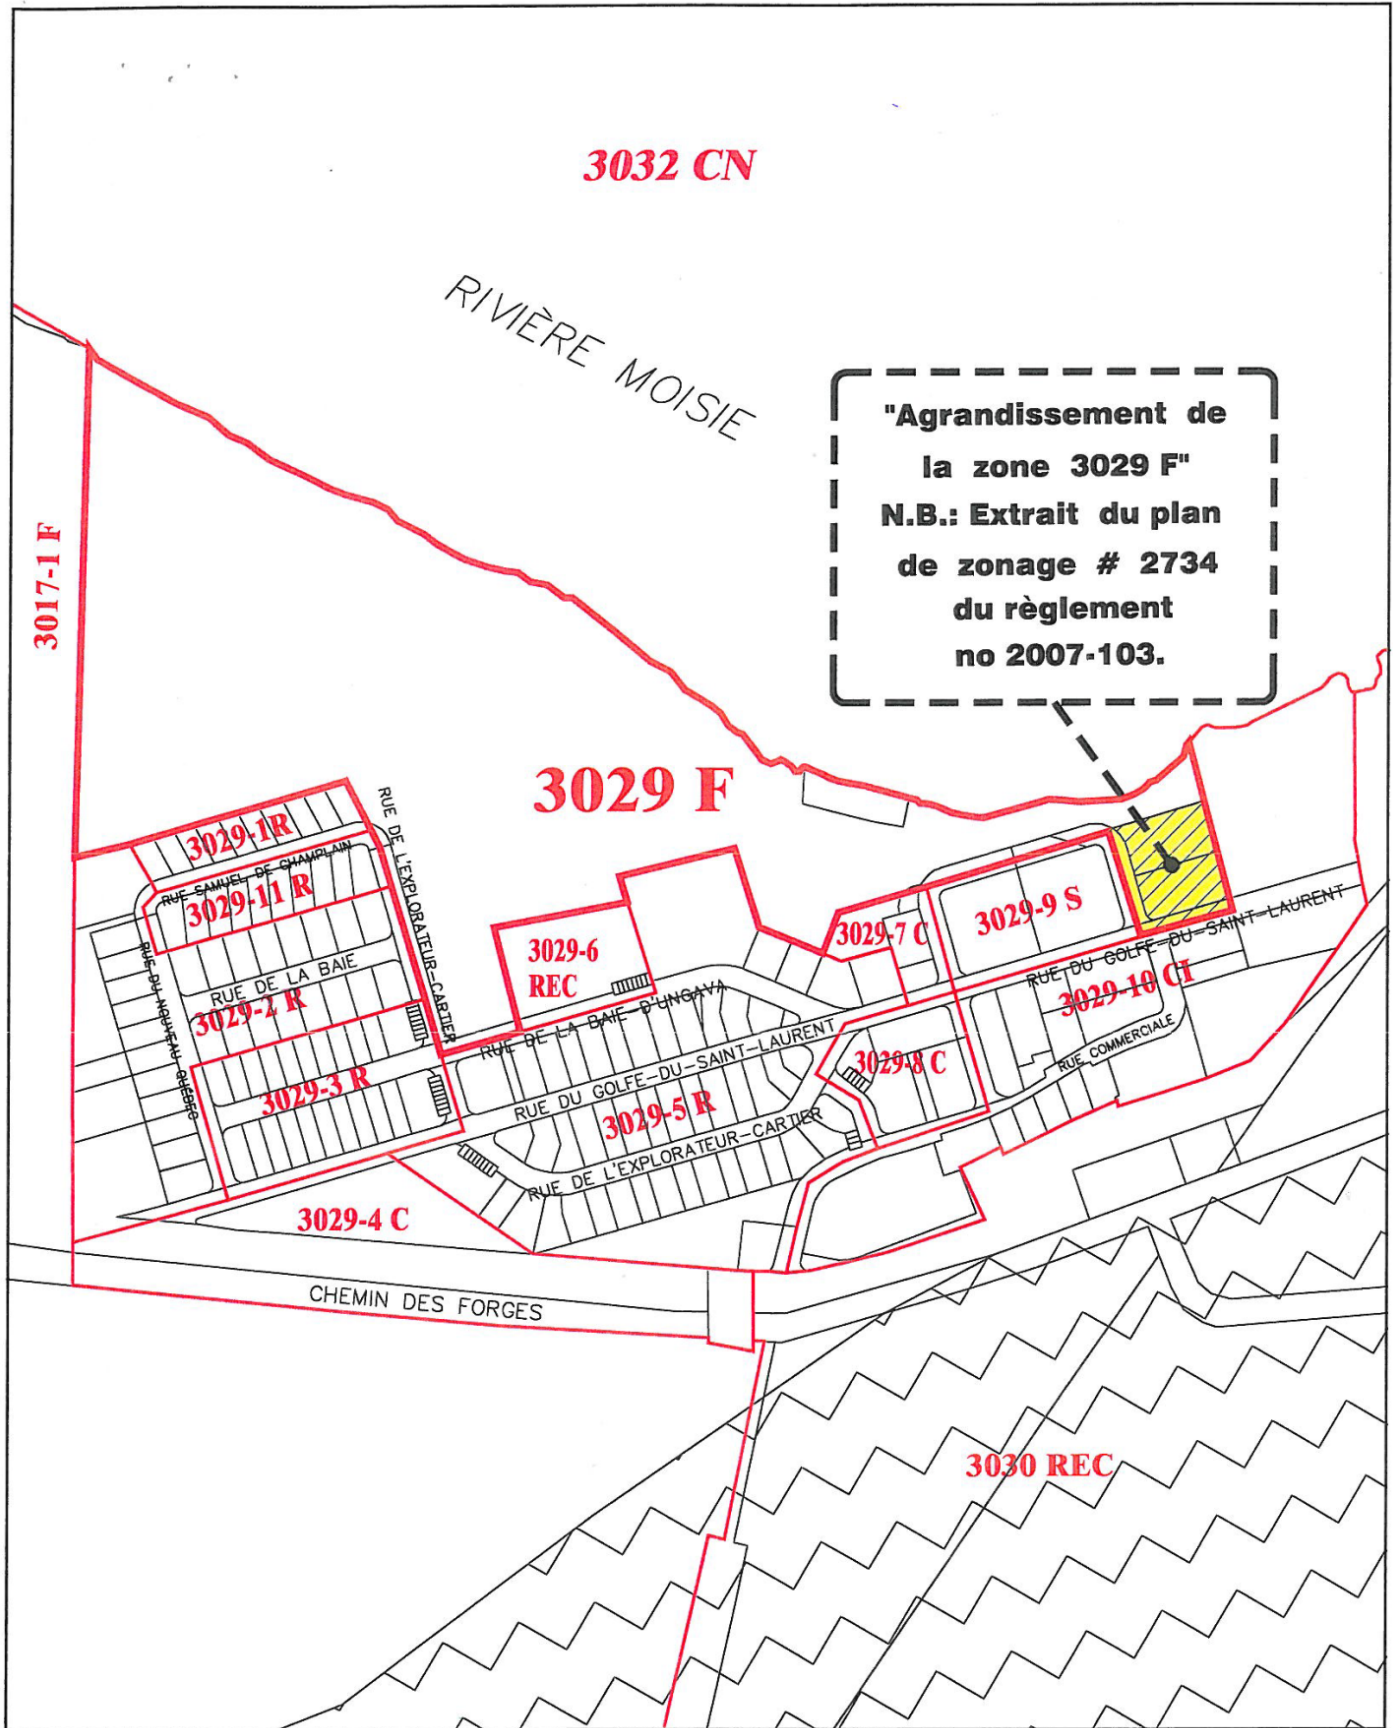 3032 CN
RIVIÈRE MOISIE
"Agrandissement de
la zone 3029 F"
N.B.: Extrait du plan
de zonage # 2734
du règlement
no 2007-103.
3017-1 F
3029 F
RUE DE L'EXPLORATEUR-CARTIER
3029-1R
RUE SAMUEL DE CHAMPLAIN
3029-11 R
RUE DU NOUVEAU QUÉBEC
RUE DE LA BAIE
3029-2 R
3029-3 R
3029-6
REC
RUE DE LA BAIE-D'UNGAVA
3029-7 C
3029-9 S
RUE DU GOLFE-DU-SAINT-LAURENT
3029-10 CI
RUE COMMERCIALE
3029-8 C
RUE DU GOLFE-DU-SAINT-LAURENT
3029-5 R
RUE DE L'EXPLORATEUR-CARTIER
3029-4 C
CHEMIN DES FORGES
3030 REC